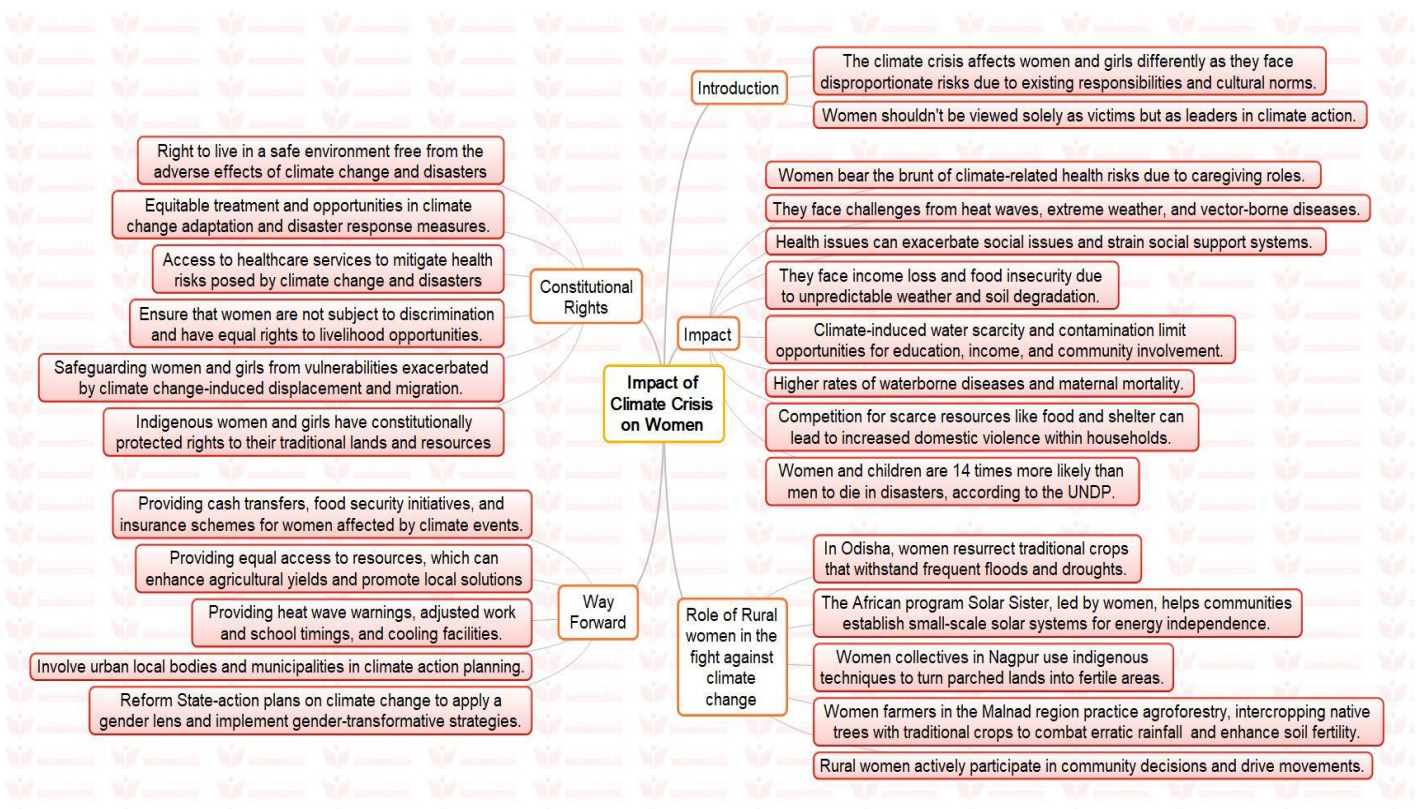 Introduction
The climate crisis affects women and girls differently as they face
disproportionate risks due to existing responsibilities and cultural norms.
Women shouldn't be viewed solely as victims but as leaders in climate action.
Impact
Women bear the brunt of climate-related health risks due to caregiving roles.
They face challenges from heat waves, extreme weather, and vector-borne diseases.
Health issues can exacerbate social issues and strain social support systems.
They face income loss and food insecurity due
to unpredictable weather and soil degradation.
Climate-induced water scarcity and contamination limit
opportunities for education, income, and community involvement.
Higher rates of waterborne diseases and maternal mortality.
Competition for scarce resources like food and shelter can
lead to increased domestic violence within households.
Women and children are 14 times more likely than
men to die in disasters, according to the UNDP.
Role of Rural
women in the
fight against
climate
change
In Odisha, women resurrect traditional crops
that withstand frequent floods and droughts.
The African program Solar Sister, led by women, helps communities
establish small-scale solar systems for energy independence.
Women collectives in Nagpur use indigenous
techniques to turn parched lands into fertile areas.
Women farmers in the Malnad region practice agroforestry, intercropping native
trees with traditional crops to combat erratic rainfall and enhance soil fertility.
Rural women actively participate in community decisions and drive movements.
Impact of
Climate Crisis
on Women
Constitutional
Rights
Right to live in a safe environment free from the
adverse effects of climate change and disasters
Equitable treatment and opportunities in climate
change adaptation and disaster response measures.
Access to healthcare services to mitigate health
risks posed by climate change and disasters
Ensure that women are not subject to discrimination
and have equal rights to livelihood opportunities.
Safeguarding women and girls from vulnerabilities exacerbated
by climate change-induced displacement and migration.
Indigenous women and girls have constitutionally
protected rights to their traditional lands and resources
Way
Forward
Providing cash transfers, food security initiatives, and
insurance schemes for women affected by climate events.
Providing equal access to resources, which can
enhance agricultural yields and promote local solutions
Providing heat wave warnings, adjusted work
and school timings, and cooling facilities.
Involve urban local bodies and municipalities in climate action planning.
Reform State-action plans on climate change to apply a
gender lens and implement gender-transformative strategies.